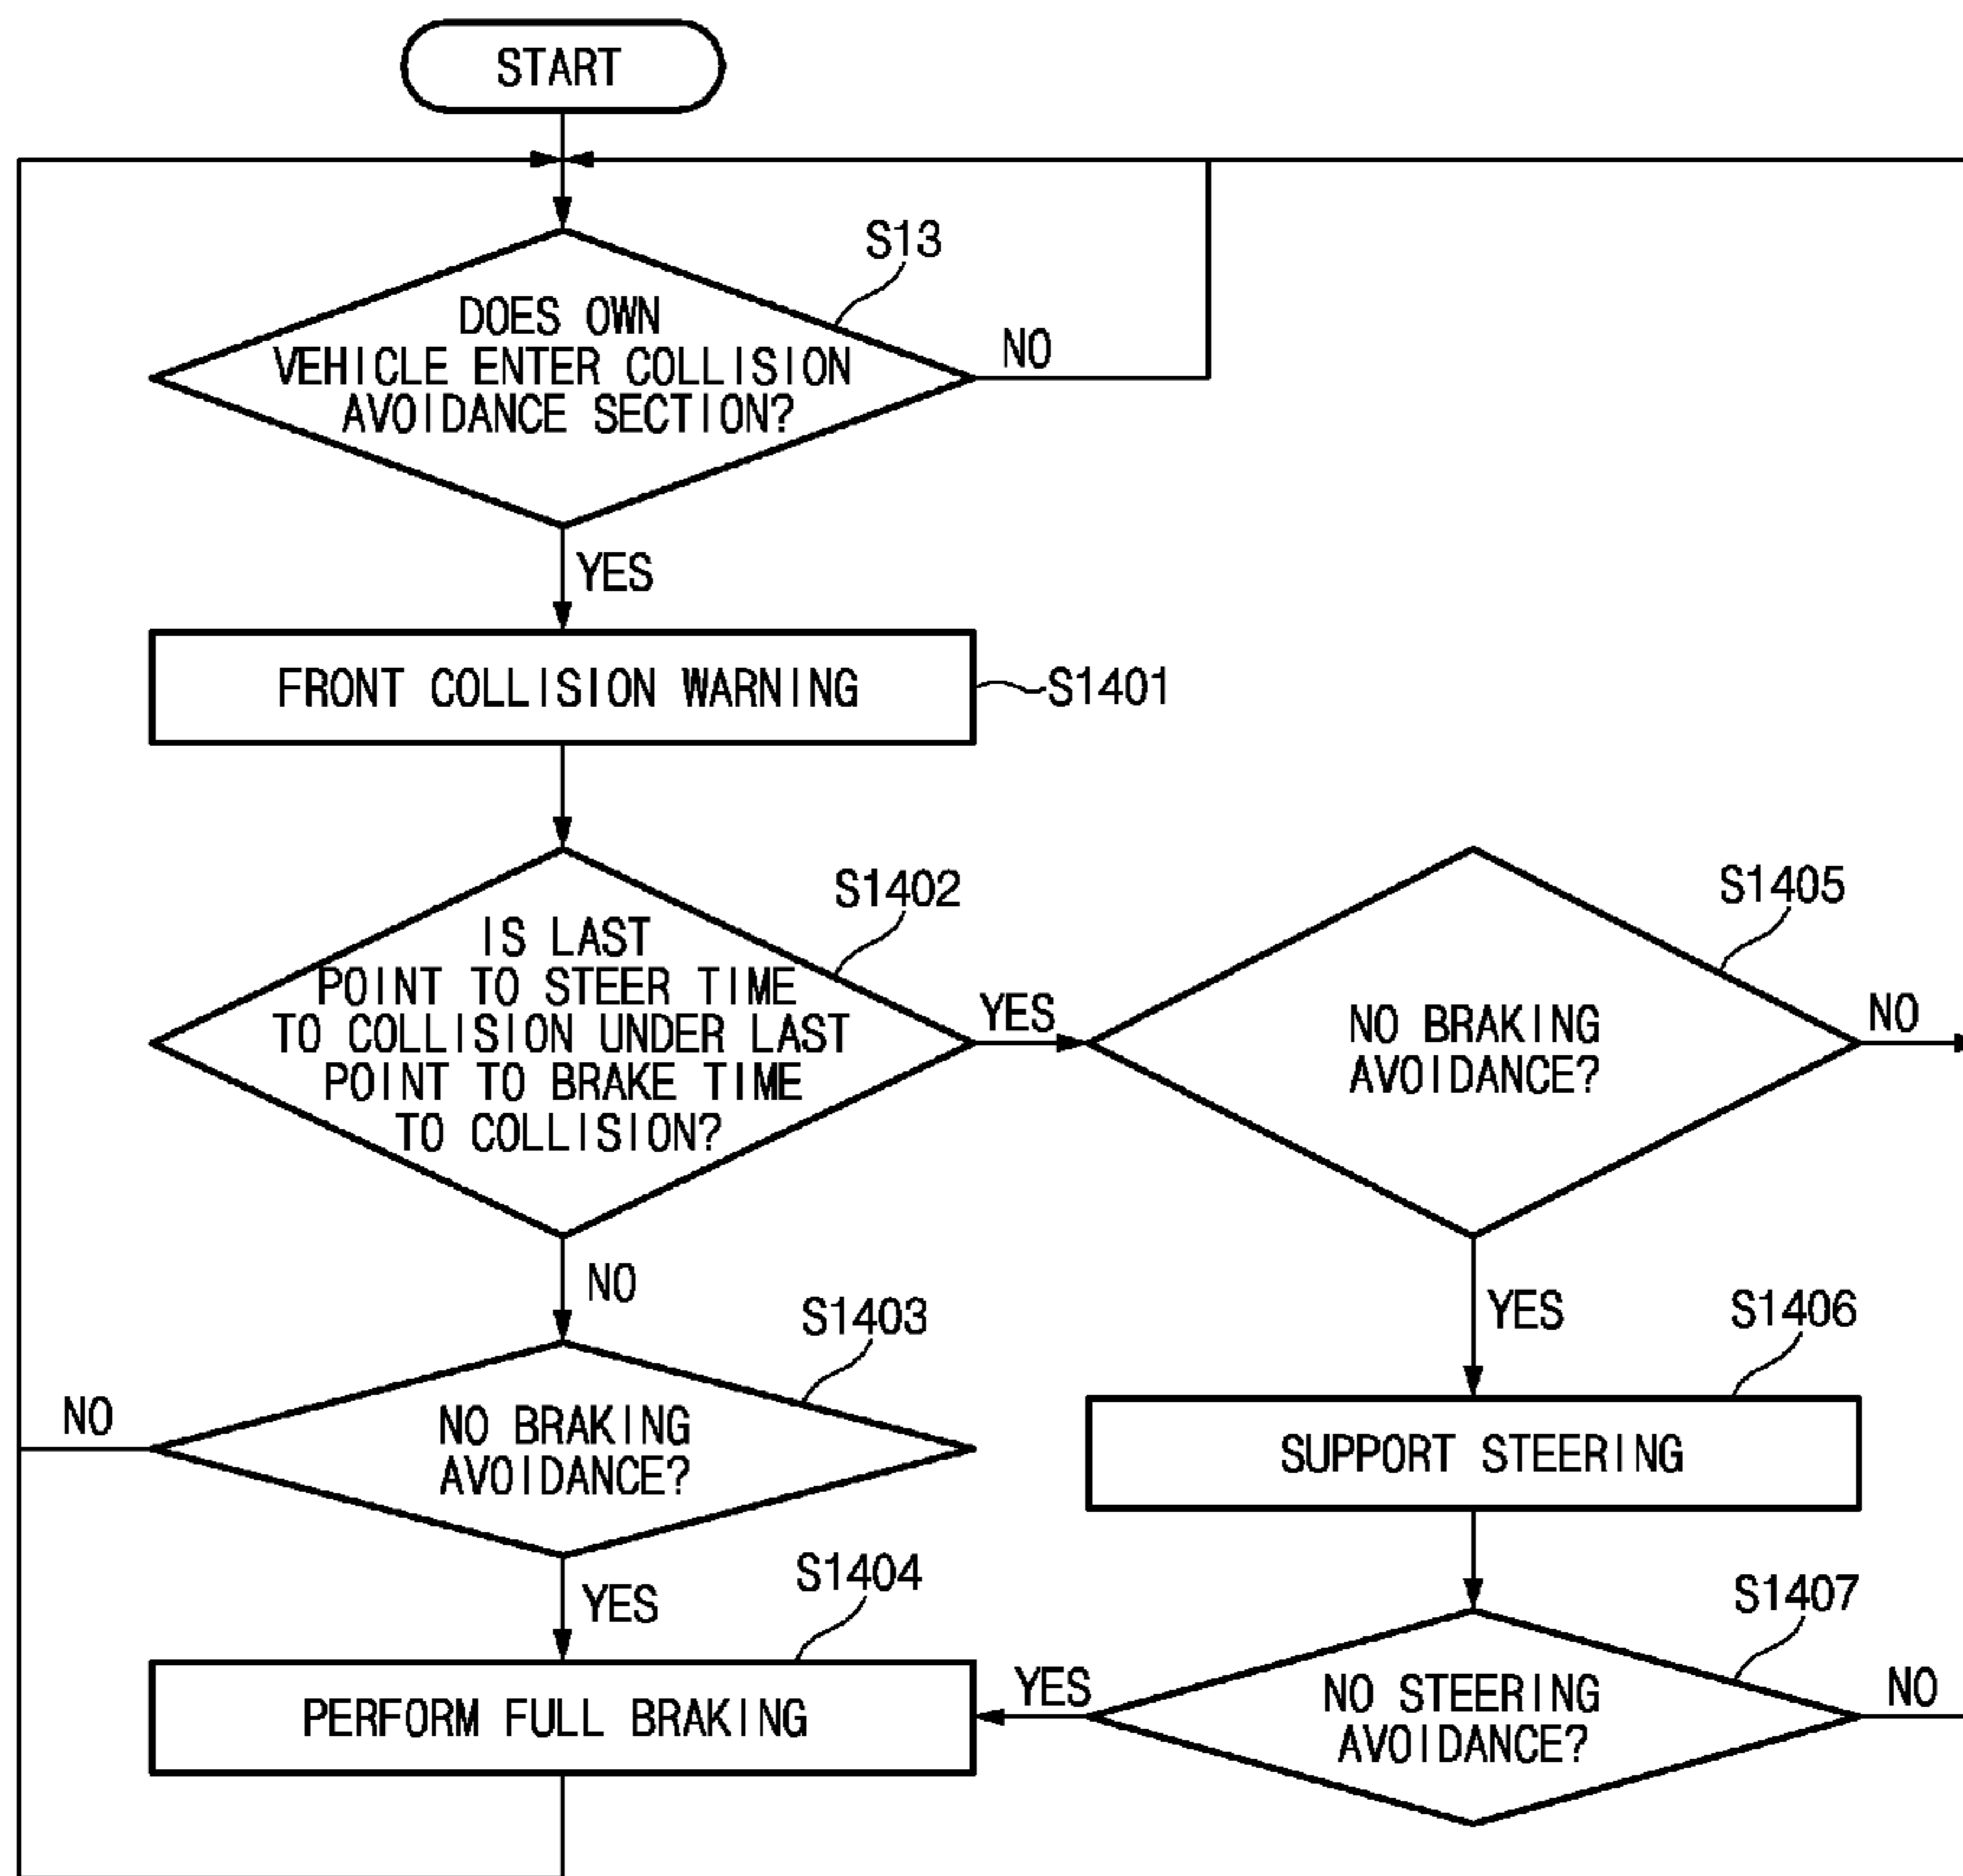 START
S13
DOES OWN
VEHICLE ENTER COLLISION
AVOIDANCE SECTION?
NO
YES
FRONT COLLISION WARNING
S1401
S1402
IS LAST
POINT TO STEER TIME
TO COLLISION UNDER LAST
POINT TO BRAKE TIME
TO COLLISION?
YES
NO
S1405
NO BRAKING
AVOIDANCE?
NO
YES
S1403
NO BRAKING
AVOIDANCE?
NO
YES
S1406
SUPPORT STEERING
S1404
PERFORM FULL BRAKING
S1407
NO STEERING
AVOIDANCE?
YES
NO